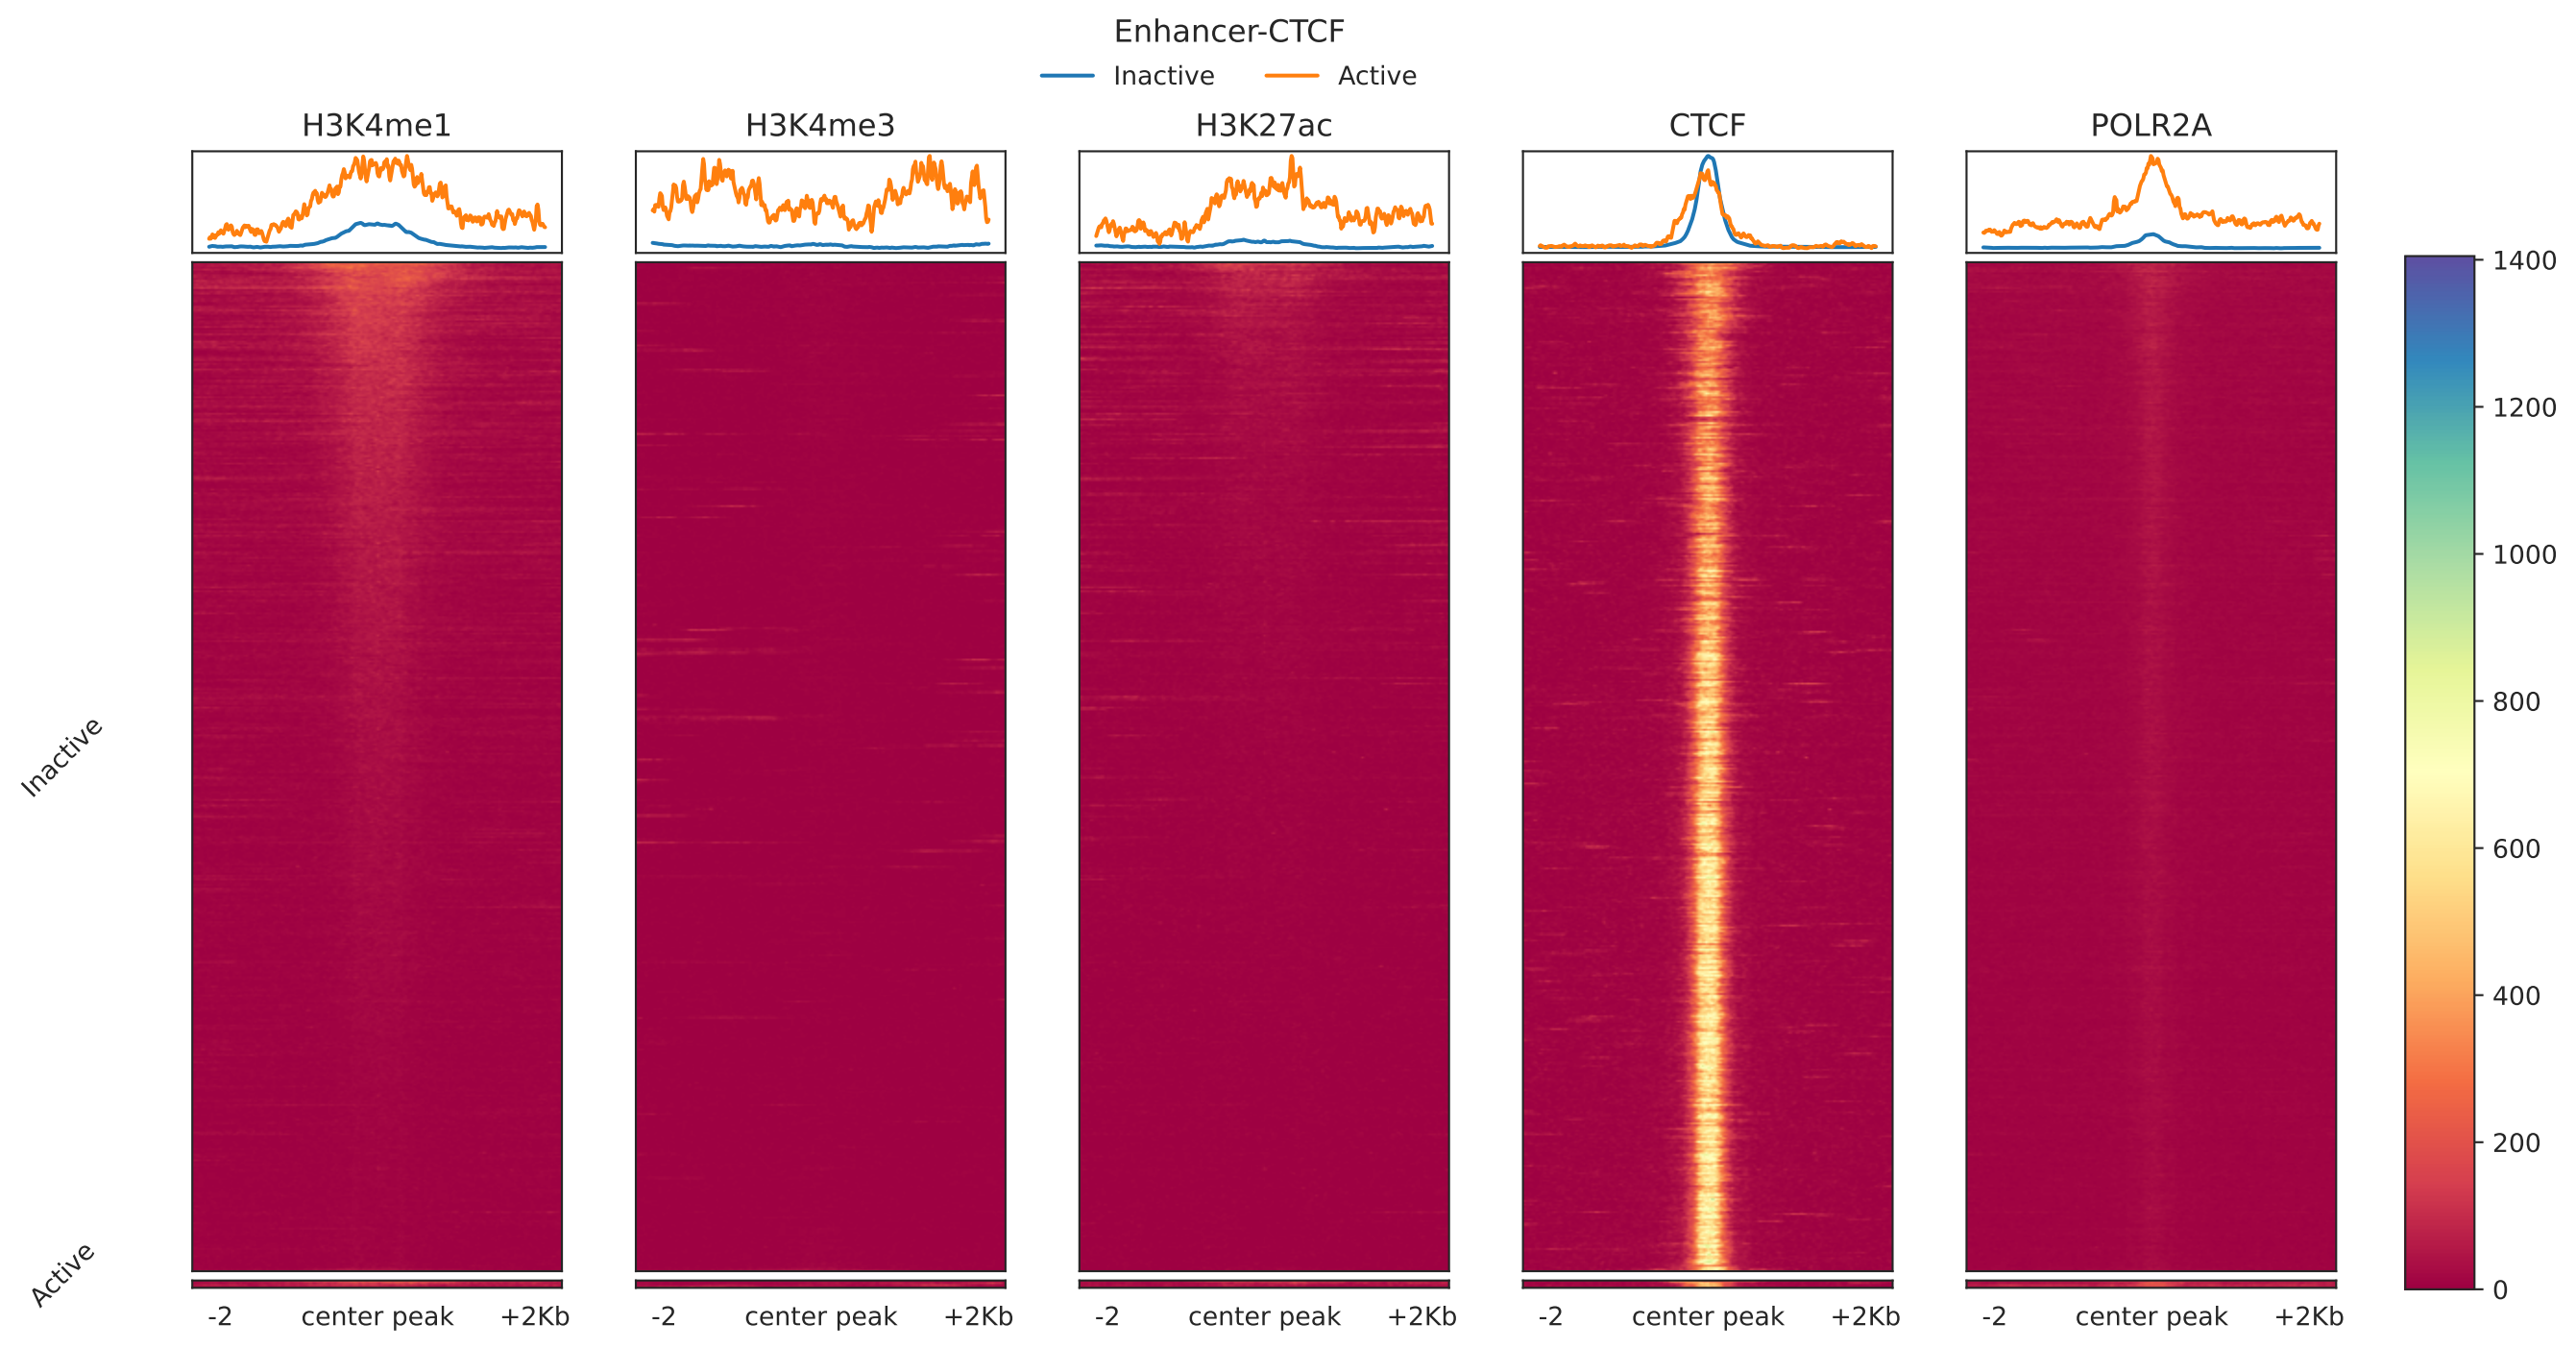 Enhancer-CTCF
Inactive Active
H3K4me1 H3K4me3 H3K27ac CTCF POLR2A
1400
1200
1000
800
600
400
200
0
Inactive
Active
-2 center peak +2Kb -2 center peak +2Kb -2 center peak +2Kb -2 center peak +2Kb -2 center peak +2Kb